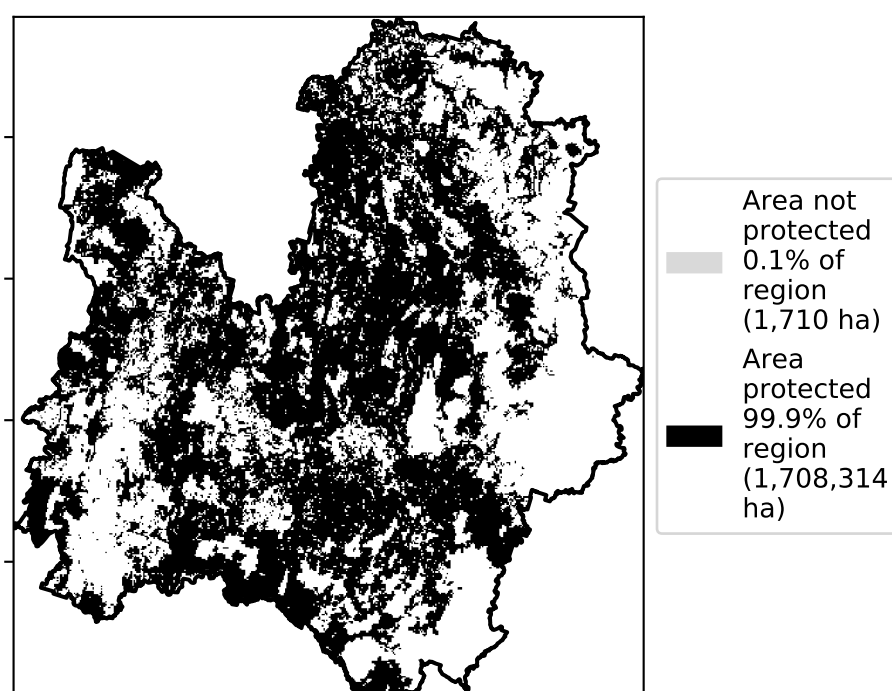 Area not
protected
0.1% of
region
(1,710 ha)
Area
protected
99.9% of
region
(1,708,314
ha)